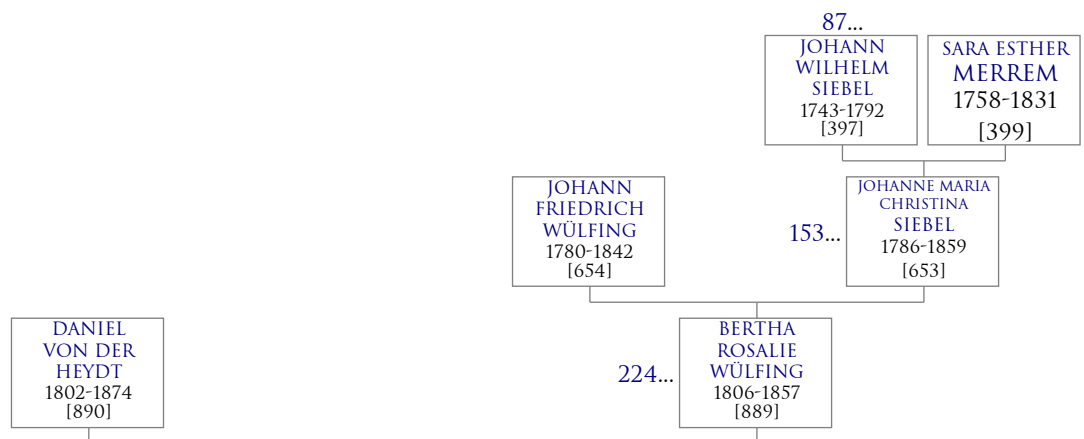 87...
JOHANN
WILHELM
SIEBEL
1743-1792
[397]
SARA ESTHER
MERREM
1758-1831
[399]
JOHANN
FRIEDRICH
WÜLFING
1780-1842
[654]
153...
JOHANNE MARIA
CHRISTINA
SIEBEL
1786-1859
[653]
DANIEL
VON DER
HEYDT
1802-1874
[890]
224...
BERTHA
ROSALIE
WÜLFING
1806-1857
[889]